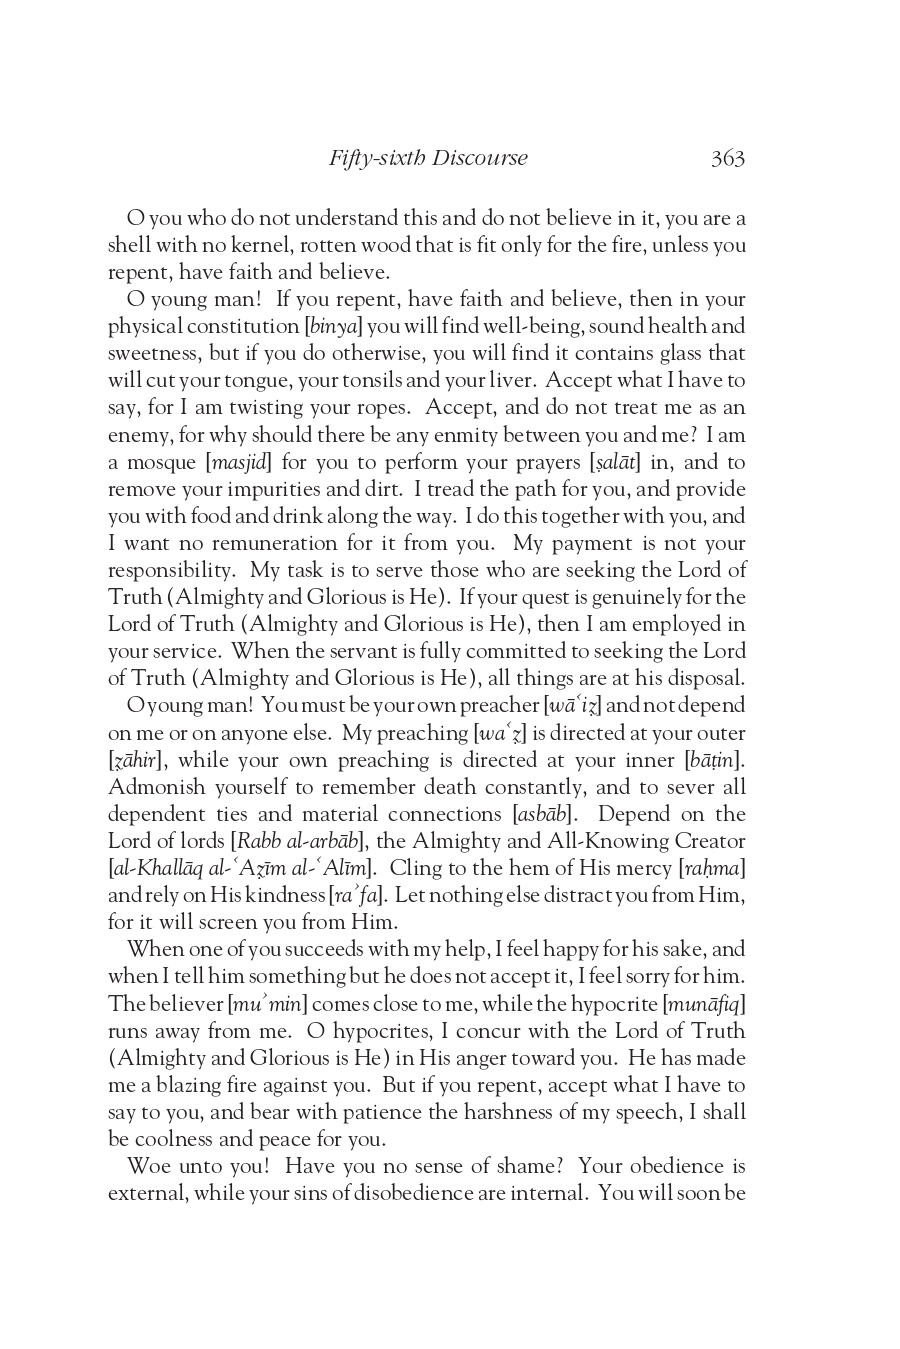 Fifty-sixth Discourse 363
O you who do not understand this and do not believe in it, you are a
shell with no kernel, rotten wood that is fit only for the fire, unless you
repent, have faith and believe.
O young man! If you repent, have faith and believe, then in your
physical constitution [binya] you will find well-being, sound health and
sweetness, but if you do otherwise, you will find it contains glass that
will cut your tongue, your tonsils and your liver. Accept what I have to
say, for I am twisting your ropes. Accept, and do not treat me as an
enemy, for why should there be any enmity between you and me? I am
a mosque [masjid] for you to perform your prayers [ṣalāt] in, and to
remove your impurities and dirt. I tread the path for you, and provide
you with food and drink along the way. I do this together with you, and
I want no remuneration for it from you. My payment is not your
responsibility. My task is to serve those who are seeking the Lord of
Truth (Almighty and Glorious is He). If your quest is genuinely for the
Lord of Truth (Almighty and Glorious is He), then I am employed in
your service. When the servant is fully committed to seeking the Lord
of Truth (Almighty and Glorious is He), all things are at his disposal.
O young man! You must be your own preacher [wāʿiẓ] and not depend
on me or on anyone else. My preaching [waʿẓ] is directed at your outer
[ẓāhir], while your own preaching is directed at your inner [bāṭin].
Admonish yourself to remember death constantly, and to sever all
dependent ties and material connections [asbāb]. Depend on the
Lord of lords [Rabb al-arbāb], the Almighty and All-Knowing Creator
[al-Khallāq al-ʿAẓīm al-ʿAlīm]. Cling to the hem of His mercy [raḥma]
and rely on His kindness [raʾfa]. Let nothing else distract you from Him,
for it will screen you from Him.
When one of you succeeds with my help, I feel happy for his sake, and
when I tell him something but he does not accept it, I feel sorry for him.
The believer [muʾmin] comes close to me, while the hypocrite [munāfiq]
runs away from me. O hypocrites, I concur with the Lord of Truth
(Almighty and Glorious is He) in His anger toward you. He has made
me a blazing fire against you. But if you repent, accept what I have to
say to you, and bear with patience the harshness of my speech, I shall
be coolness and peace for you.
Woe unto you! Have you no sense of shame? Your obedience is
external, while your sins of disobedience are internal. You will soon be